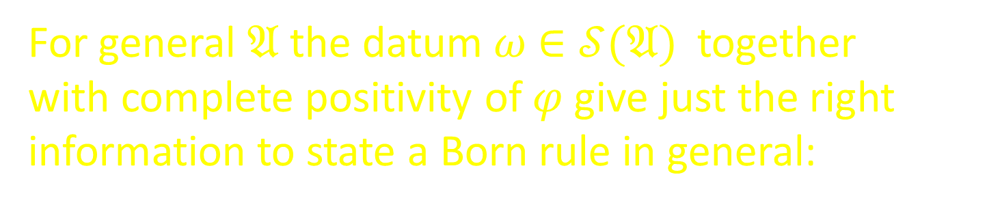 For general 𝔄 the datum ω ∈ 𝒮(𝔄) together
with complete positivity of φ give just the right
information to state a Born rule in general: